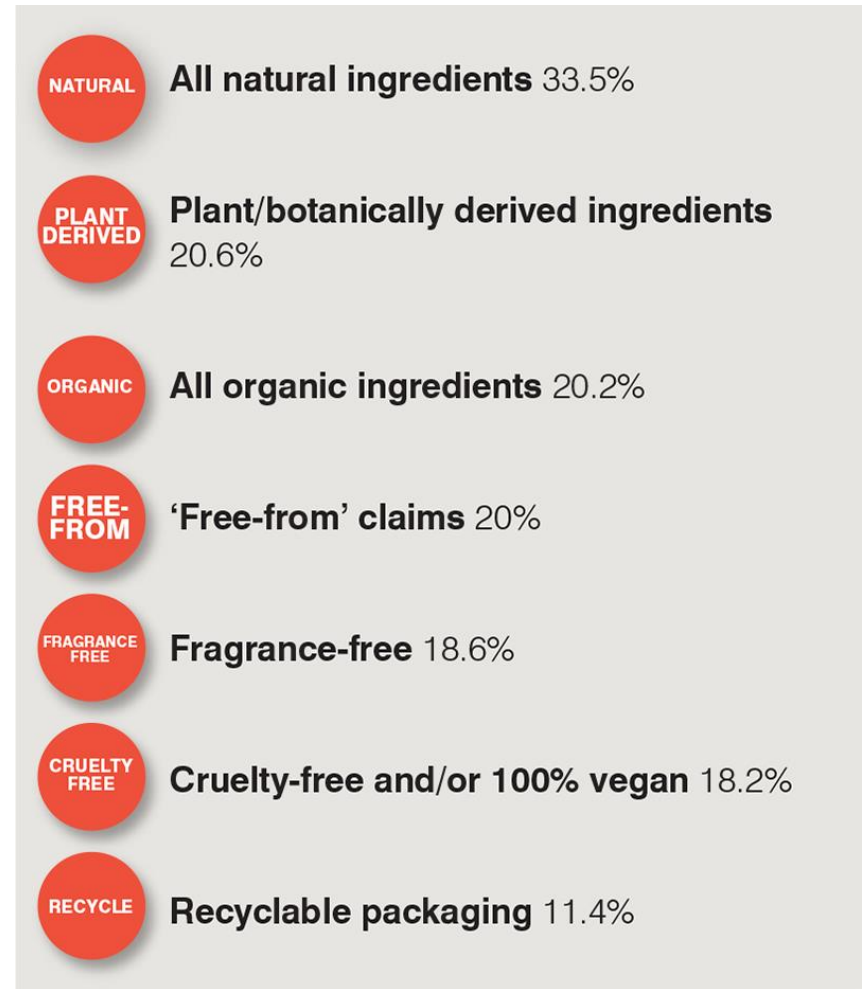 NATURAL
All natural ingredients 33.5%
PLANT
DERIVED
Plant/botanically derived ingredients
20.6%
ORGANIC
All organic ingredients 20.2%
FREE-
FROM
‘Free-from’ claims 20%
FRAGRANCE
FREE
Fragrance-free 18.6%
CRUELTY
FREE
Cruelty-free and/or 100% vegan 18.2%
RECYCLE
Recyclable packaging 11.4%